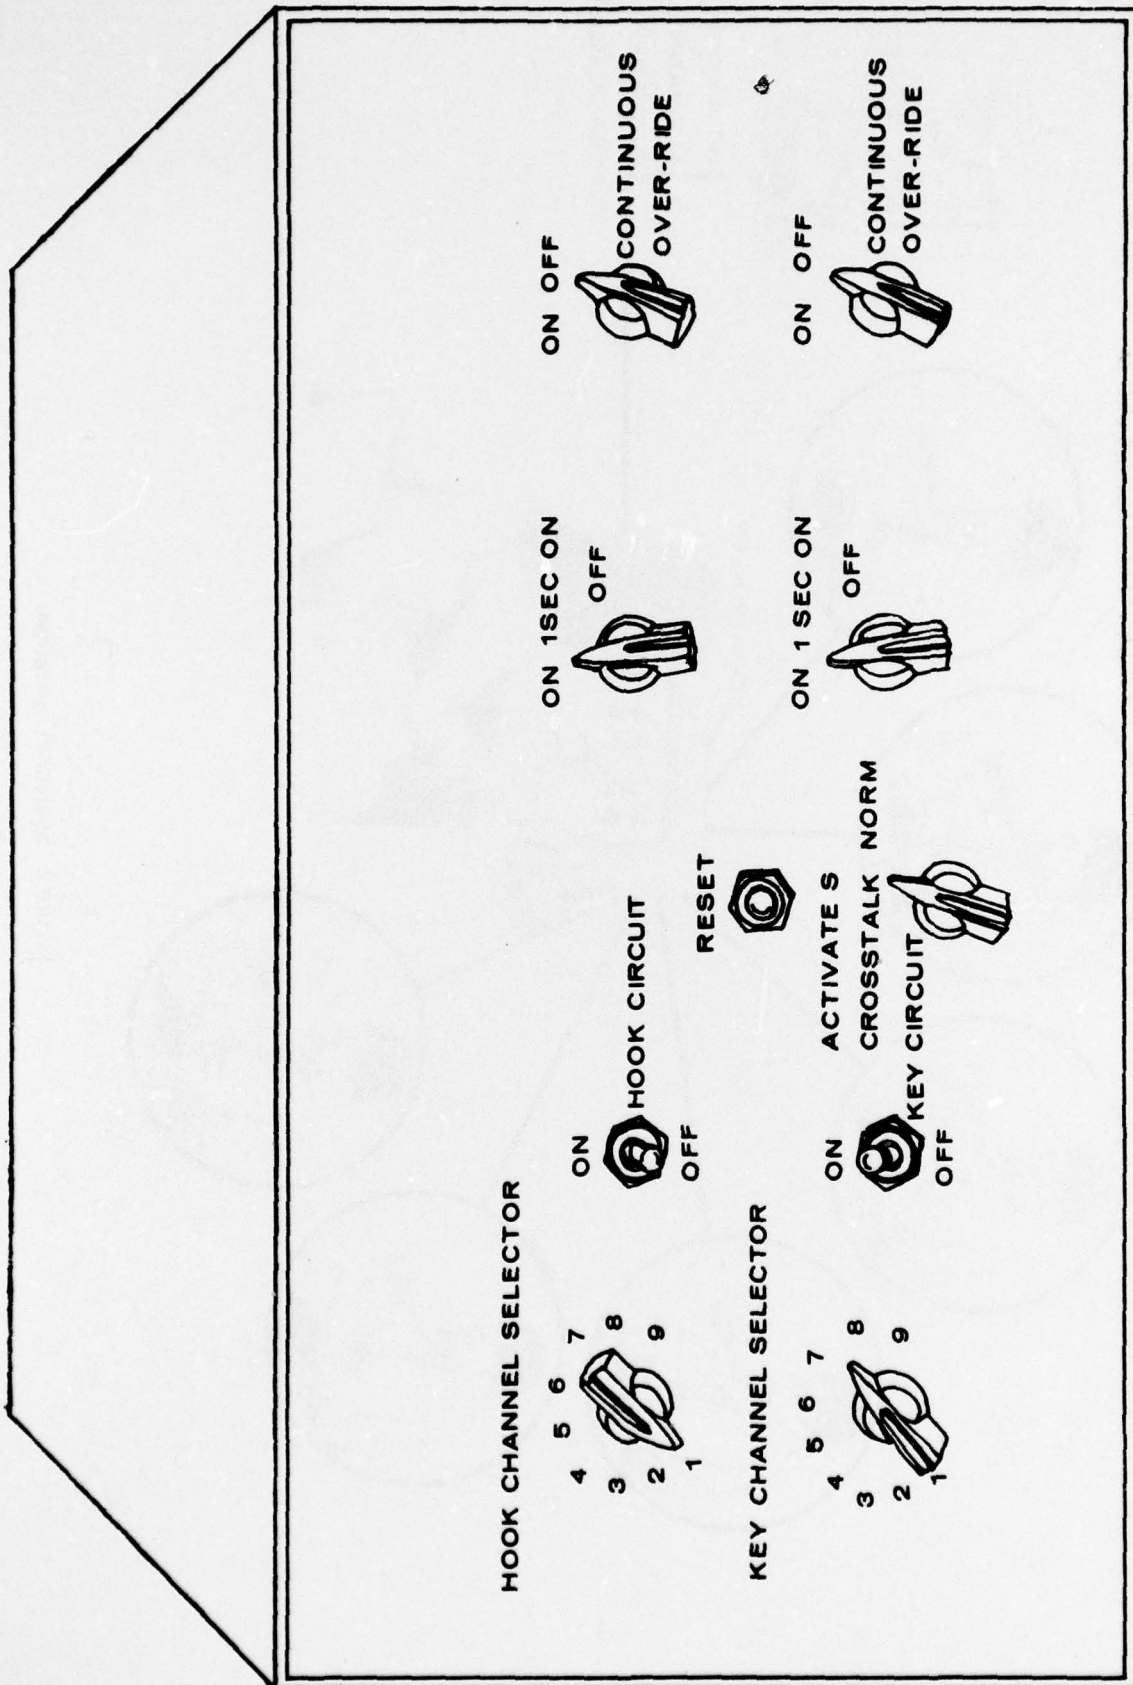 HOOK CHANNEL SELECTOR
1
2
3
4
5
6
7
8
9
ON
HOOK CIRCUIT
OFF
ON 1SEC ON
OFF
ON OFF
CONTINUOUS
OVER-RIDE
RESET
KEY CHANNEL SELECTOR
1
2
3
4
5
6
7
8
9
ON
KEY CIRCUIT
OFF
ACTIVATE S
CROSSTALK NORM
ON 1 SEC ON
OFF
ON OFF
CONTINUOUS
OVER-RIDE